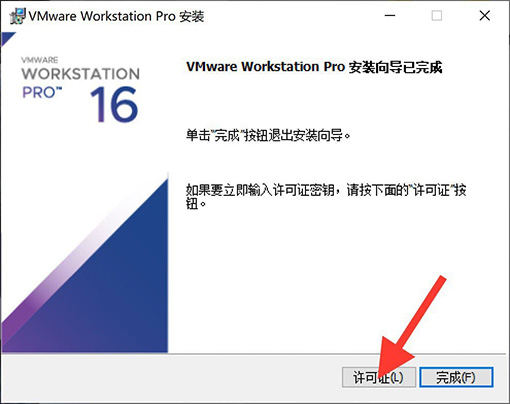 VMware Workstation Pro 安装
VMWARE
WORKSTATION
PRO™ 16
VMware Workstation Pro 安装向导已完成
单击“完成”按钮退出安装向导。
如果要立即输入许可证密钥，请按下面的“许可证”按
钮。
许可证(L)
完成(F)